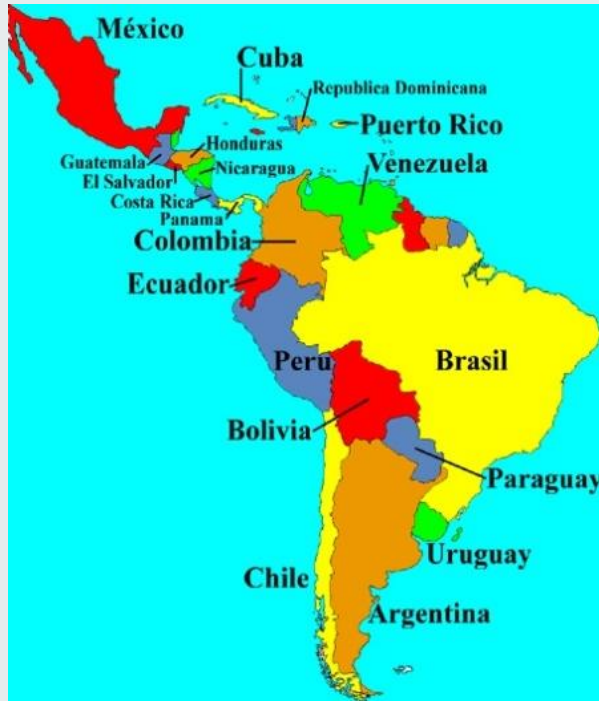 México
Cuba
Republica Dominicana
Puerto Rico
Honduras
Guatemala
Venezuela
Nicaragua
El Salvador
Costa Rica
Panama
Colombia
Ecuador
Perú
Brasil
Bolivia
Paraguay
Uruguay
Chile
Argentina